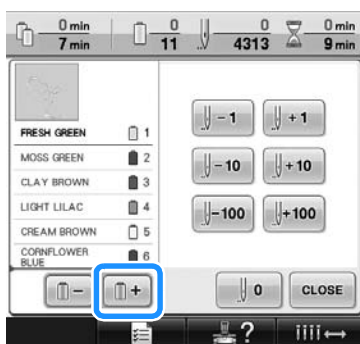 0 min 0 0 0 min
7 min 11 4313 9 min
FRESH GREEN 1
MOSS GREEN 2
CLAY BROWN 3
LIGHT LILAC 4
CREAM BROWN 5
CORNFLOWER
BLUE 6
- 1 + 1
- 10 + 10
- 100 + 100
- + 0 CLOSE
?